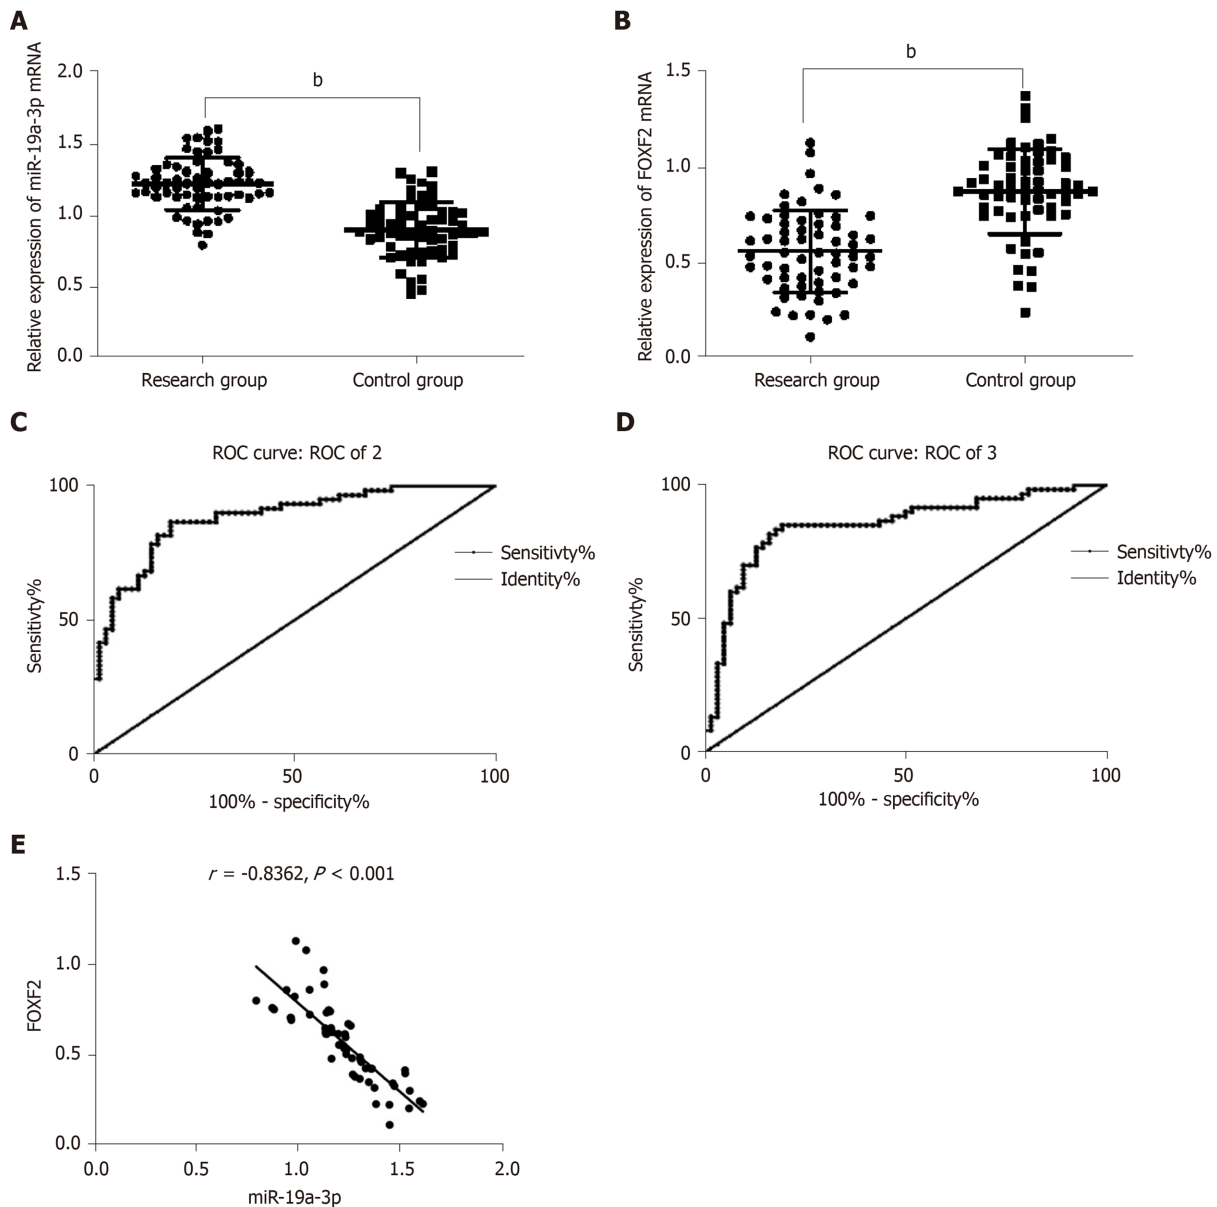 A
Relative expression of miR-19a-3p mRNA
2.0
1.5
1.0
0.5
0.0
b
Research group
Control group
B
Relative expression of FOXF2 mRNA
1.5
1.0
0.5
0.0
b
Research group
Control group
C
ROC curve: ROC of 2
Sensitivty%
100
50
0
0
50
100
100% - specificity%
Sensitivty%
Identity%
D
ROC curve: ROC of 3
Sensitivty%
100
50
0
0
50
100
100% - specificity%
Sensitivty%
Identity%
E
r = -0.8362, P < 0.001
FOXF2
1.5
1.0
0.5
0.0
0.0
0.5
1.0
1.5
2.0
miR-19a-3p